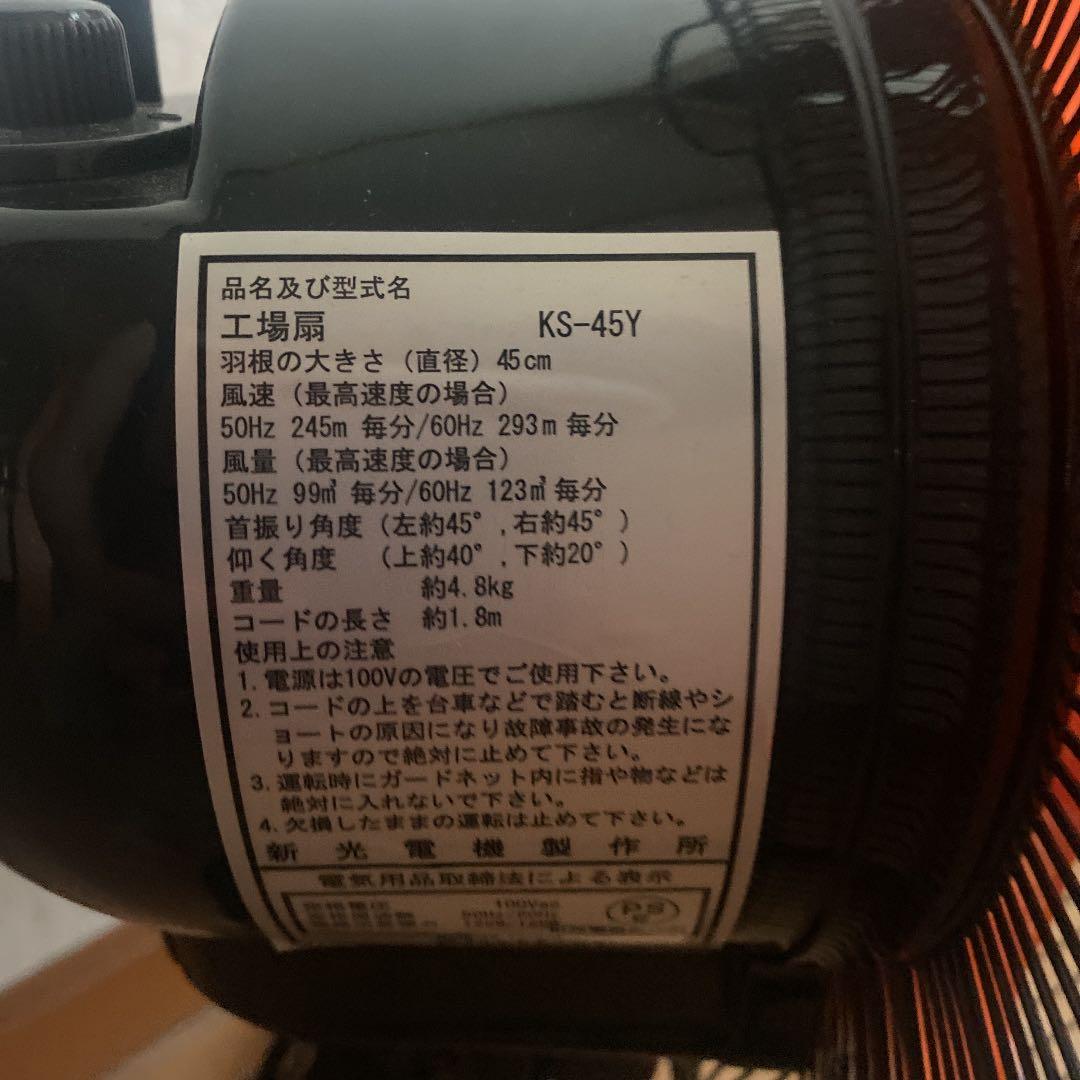 品名及び型式名
工場扇 KS-45Y
羽根の大きさ（直径）45cm
風速（最高速度の場合）
50Hz 245m 毎分/60Hz 293m 毎分
風量（最高速度の場合）
50Hz 99㎥ 毎分/60Hz 123㎥ 毎分
首振り角度（左約45°,右約45°）
仰く角度 （上約40°,下約20°）
重量 約4.8kg
コードの長さ 約1.8m
使用上の注意
1.電源は100Vの電圧でご使用下さい。
2.コードの上を台車などで踏むと断線やシ
ョートの原因になり故障事故の発生にな
りますので絶対に止めて下さい。
3.運転時にガードネット内に指や物などは
絶対に入れないで下さい。
4.欠損したままの運転は止めて下さい。
新光電機製作所
電気用品取締法による表示
定格電圧 100V
50Hz/60Hz
PS
E